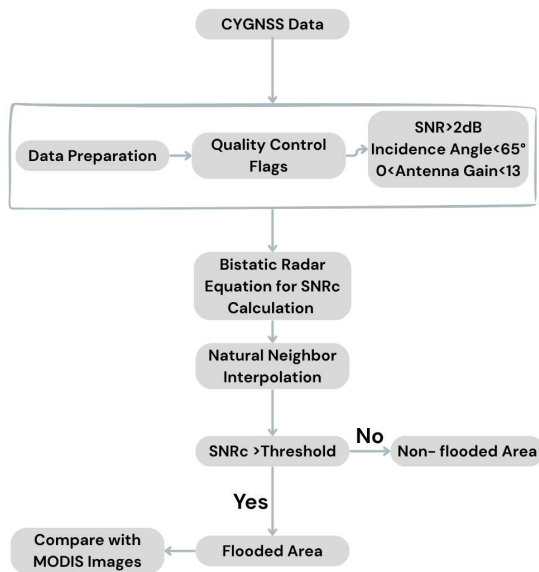 CYGNSS Data
Data Preparation
Quality Control
Flags
SNR>2dB
Incidence Angle<65°
0<Antenna Gain<13
Bistatic Radar
Equation for SNRc
Calculation
Natural Neighbor
Interpolation
SNRc >Threshold
No
Non- flooded Area
Yes
Flooded Area
Compare with
MODIS Images